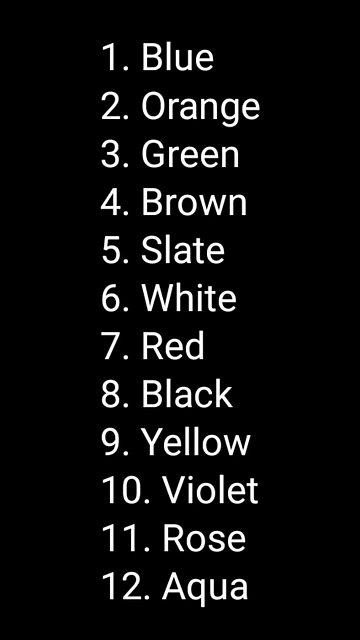 1. Blue
2. Orange
3. Green
4. Brown
5. Slate
6. White
7. Red
8. Black
9. Yellow
10. Violet
11. Rose
12. Aqua